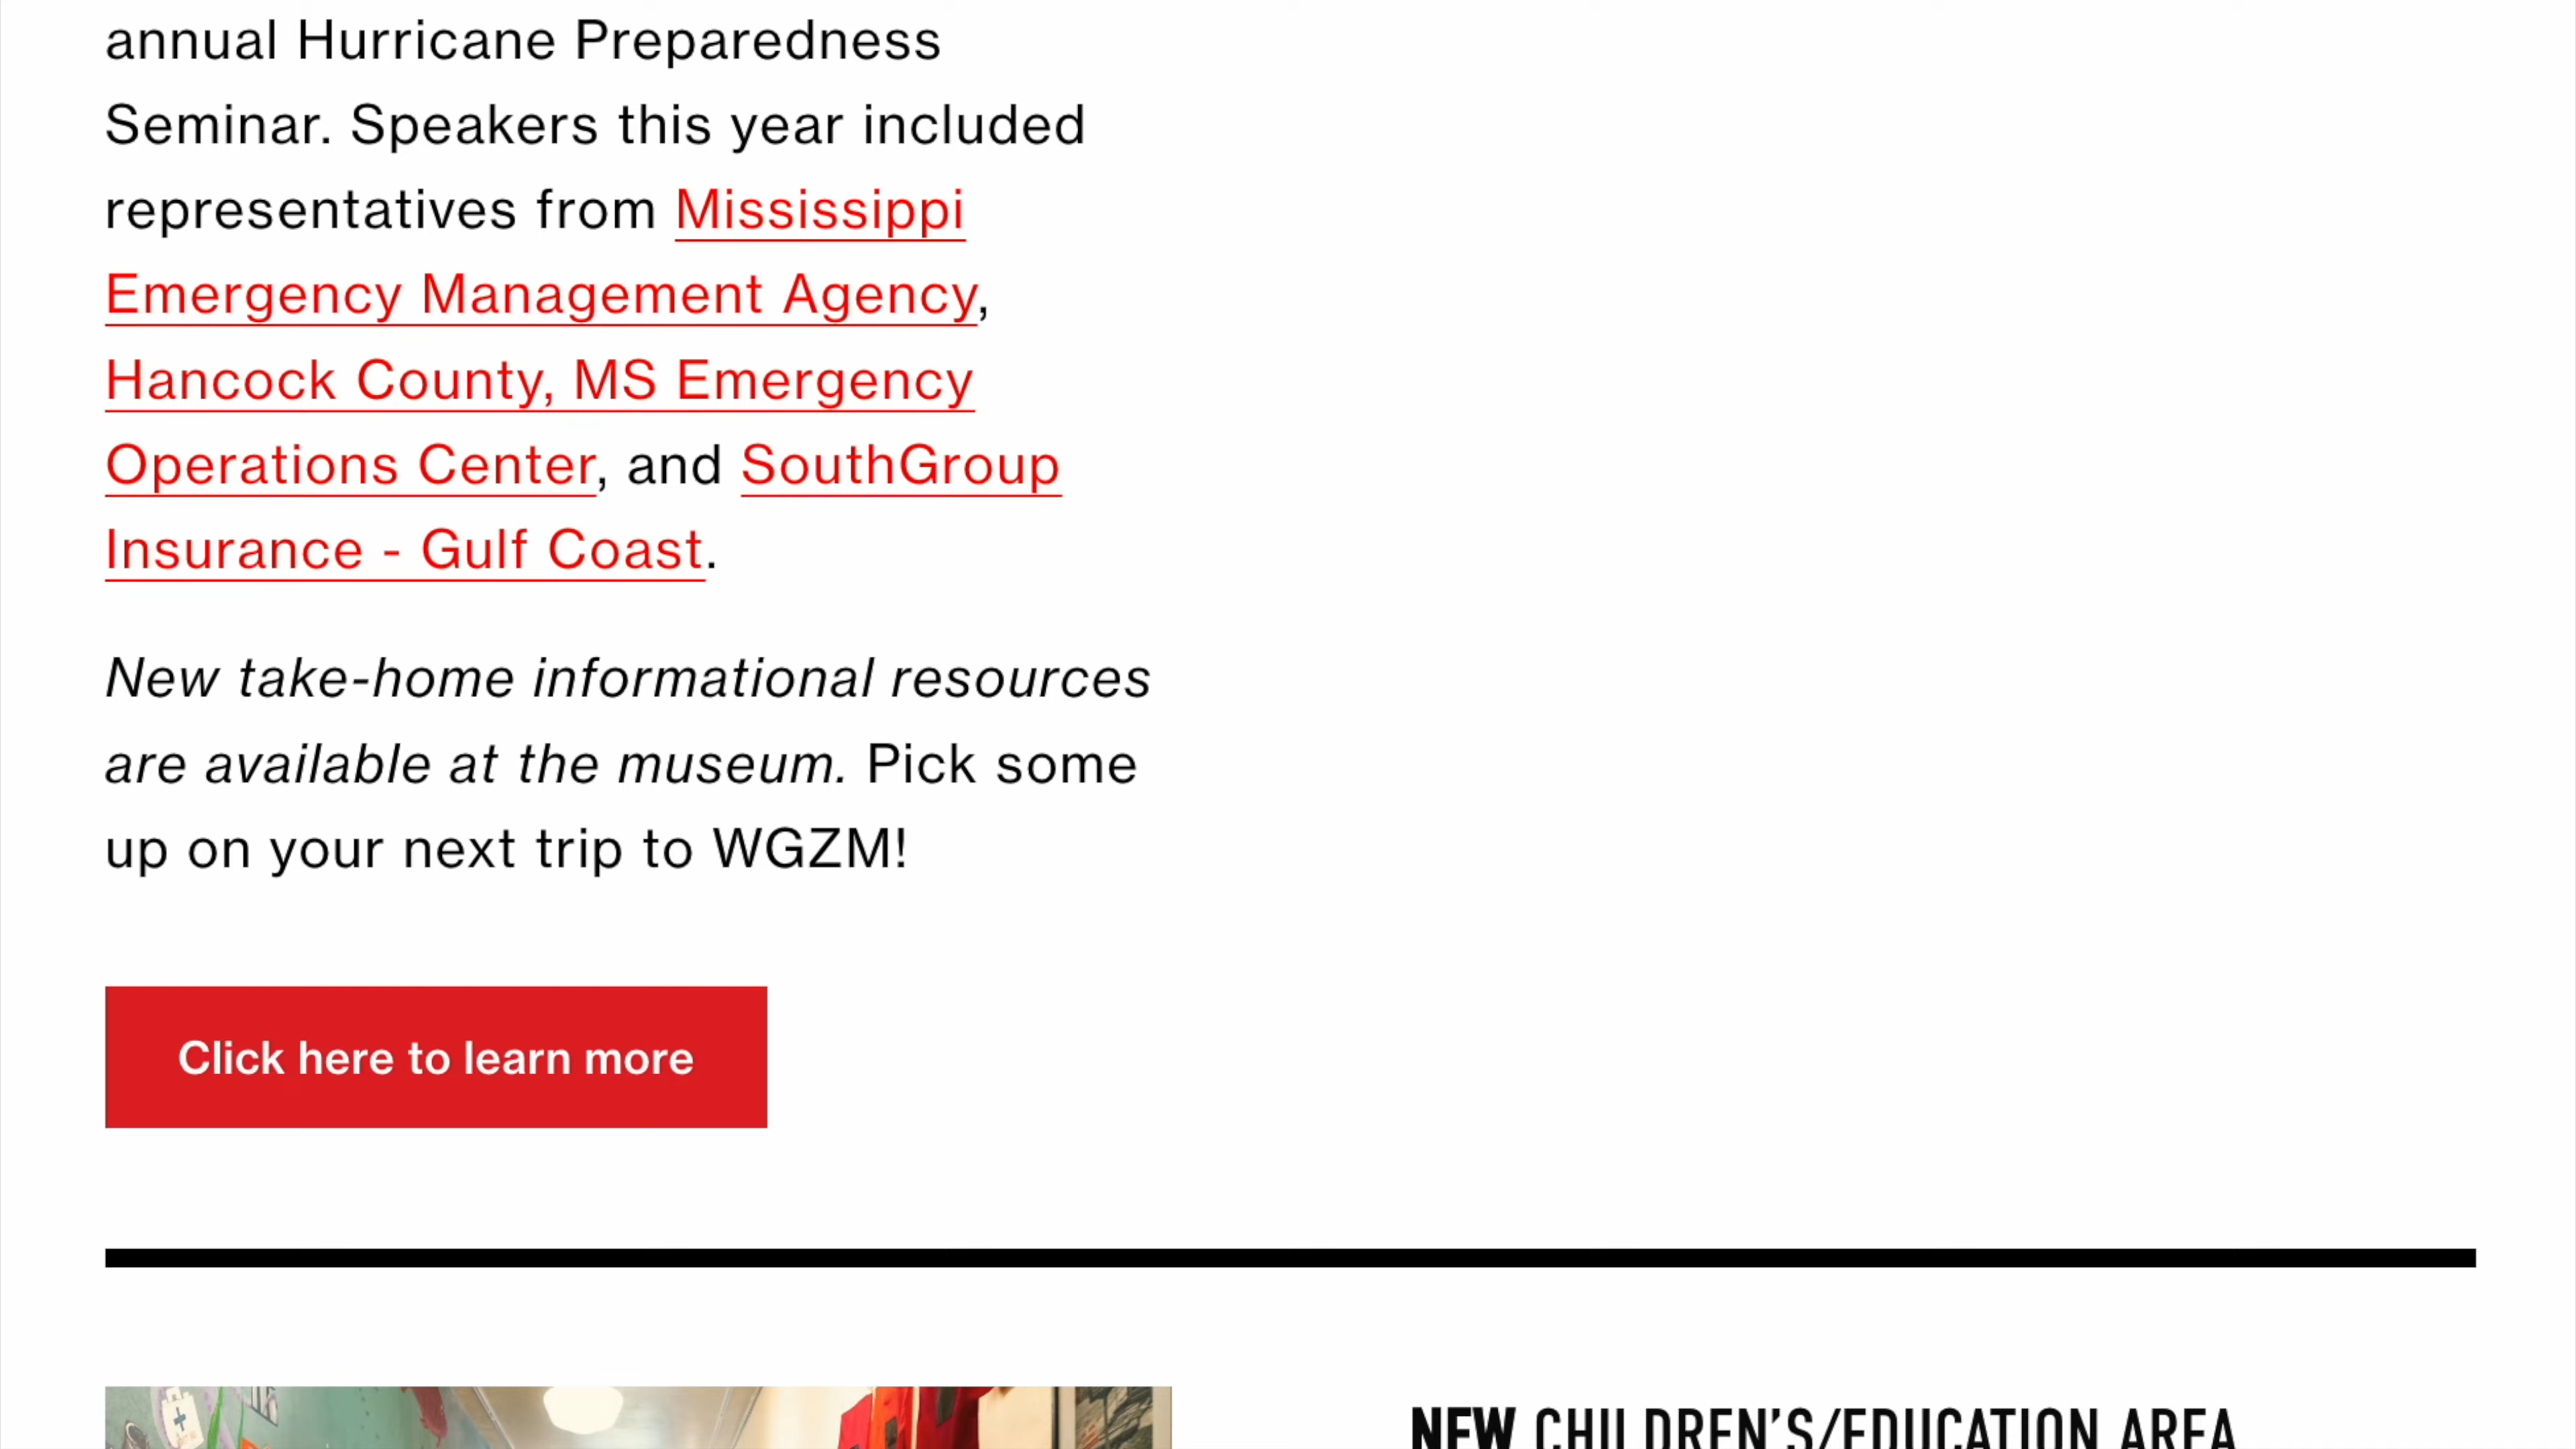 annual Hurricane Preparedness
Seminar. Speakers this year included
representatives from Mississippi
Emergency Management Agency,
Hancock County, MS Emergency
Operations Center, and SouthGroup
Insurance - Gulf Coast.
New take-home informational resources
are available at the museum. Pick some
up on your next trip to WGZM!
Click here to learn more
NEW CHILDREN'S/EDUCATION AREA